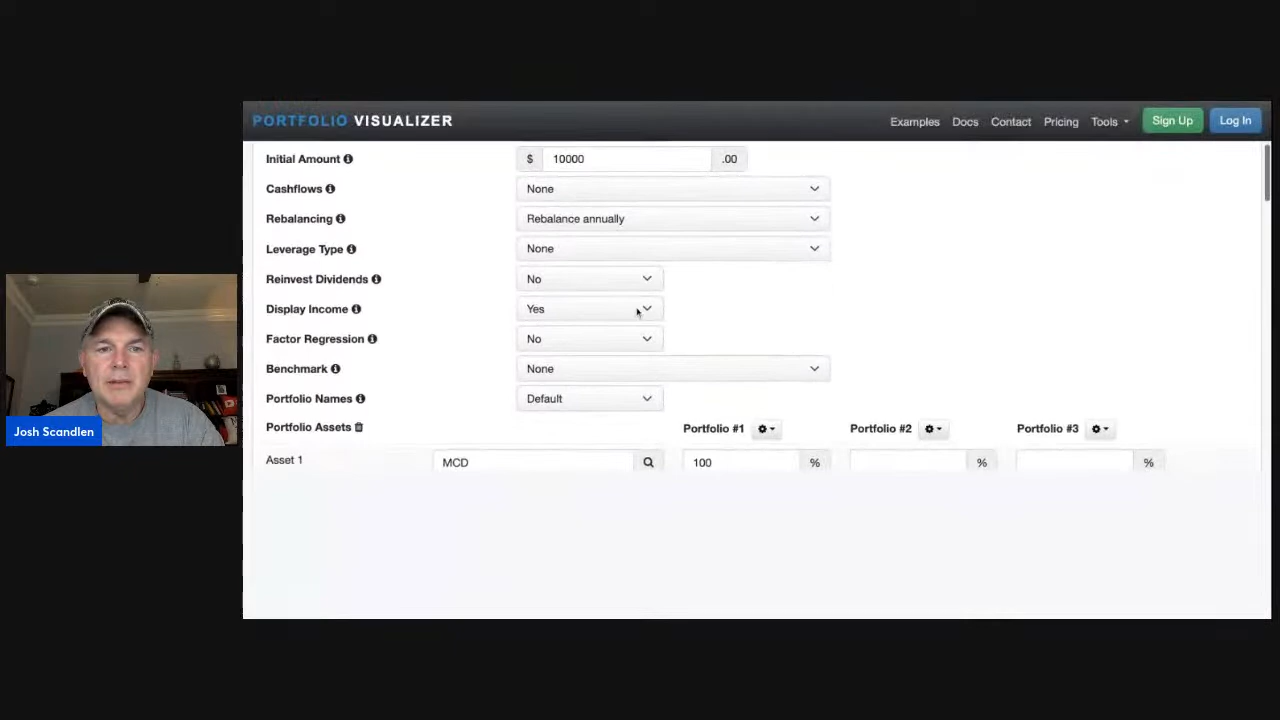 PORTFOLIO VISUALIZER
Examples Docs Contact Pricing Tools Sign Up Log In
Initial Amount $ 10000 .00
Cashflows None
Rebalancing Rebalance annually
Leverage Type None
Reinvest Dividends No
Display Income Yes
Factor Regression No
Benchmark None
Portfolio Names Default
Portfolio Assets Portfolio #1 Portfolio #2 Portfolio #3
Asset 1 MCD 100 % % %
Josh Scandlen